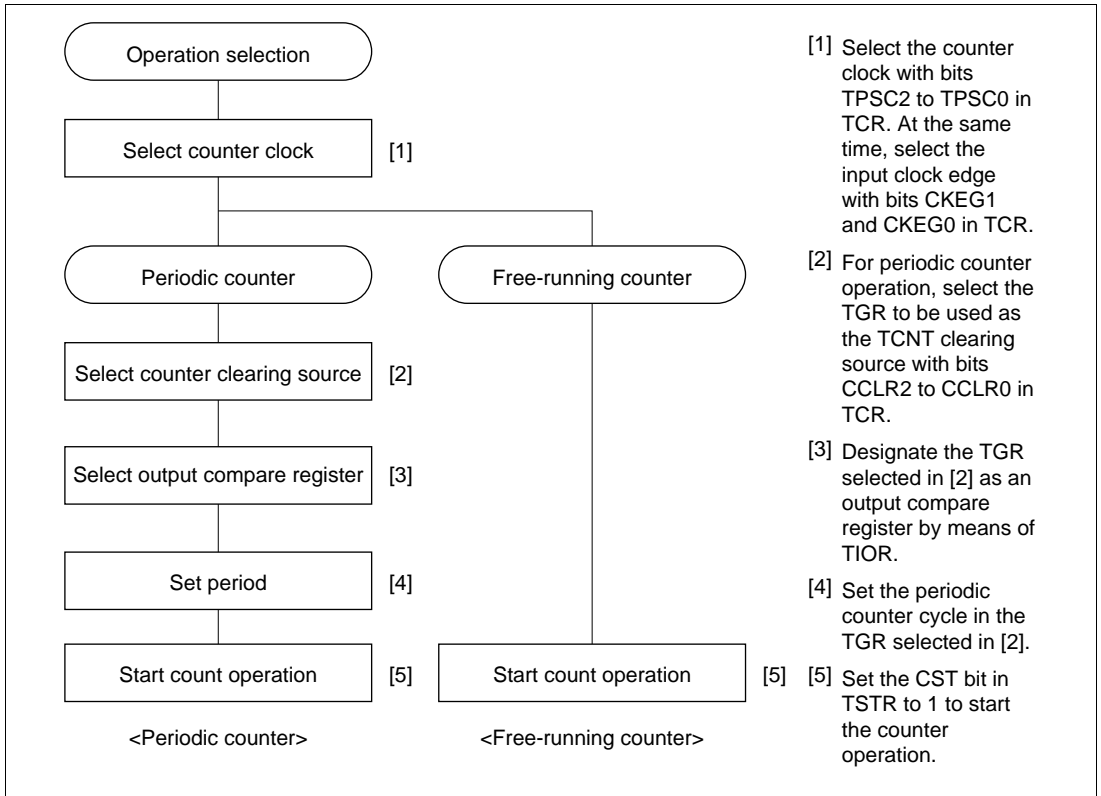 Operation selection
Select counter clock
[1]
Periodic counter
Free-running counter
Select counter clearing source
[2]
Select output compare register
[3]
Set period
[4]
Start count operation
[5]
Start count operation
[5]
<Periodic counter>
<Free-running counter>
[1] Select the counter
clock with bits
TPSC2 to TPSC0 in
TCR. At the same
time, select the
input clock edge
with bits CKEG1
and CKEG0 in TCR.
[2] For periodic counter
operation, select the
TGR to be used as
the TCNT clearing
source with bits
CCLR2 to CCLR0 in
TCR.
[3] Designate the TGR
selected in [2] as an
output compare
register by means of
TIOR.
[4] Set the periodic
counter cycle in the
TGR selected in [2].
[5] Set the CST bit in
TSTR to 1 to start
the counter
operation.